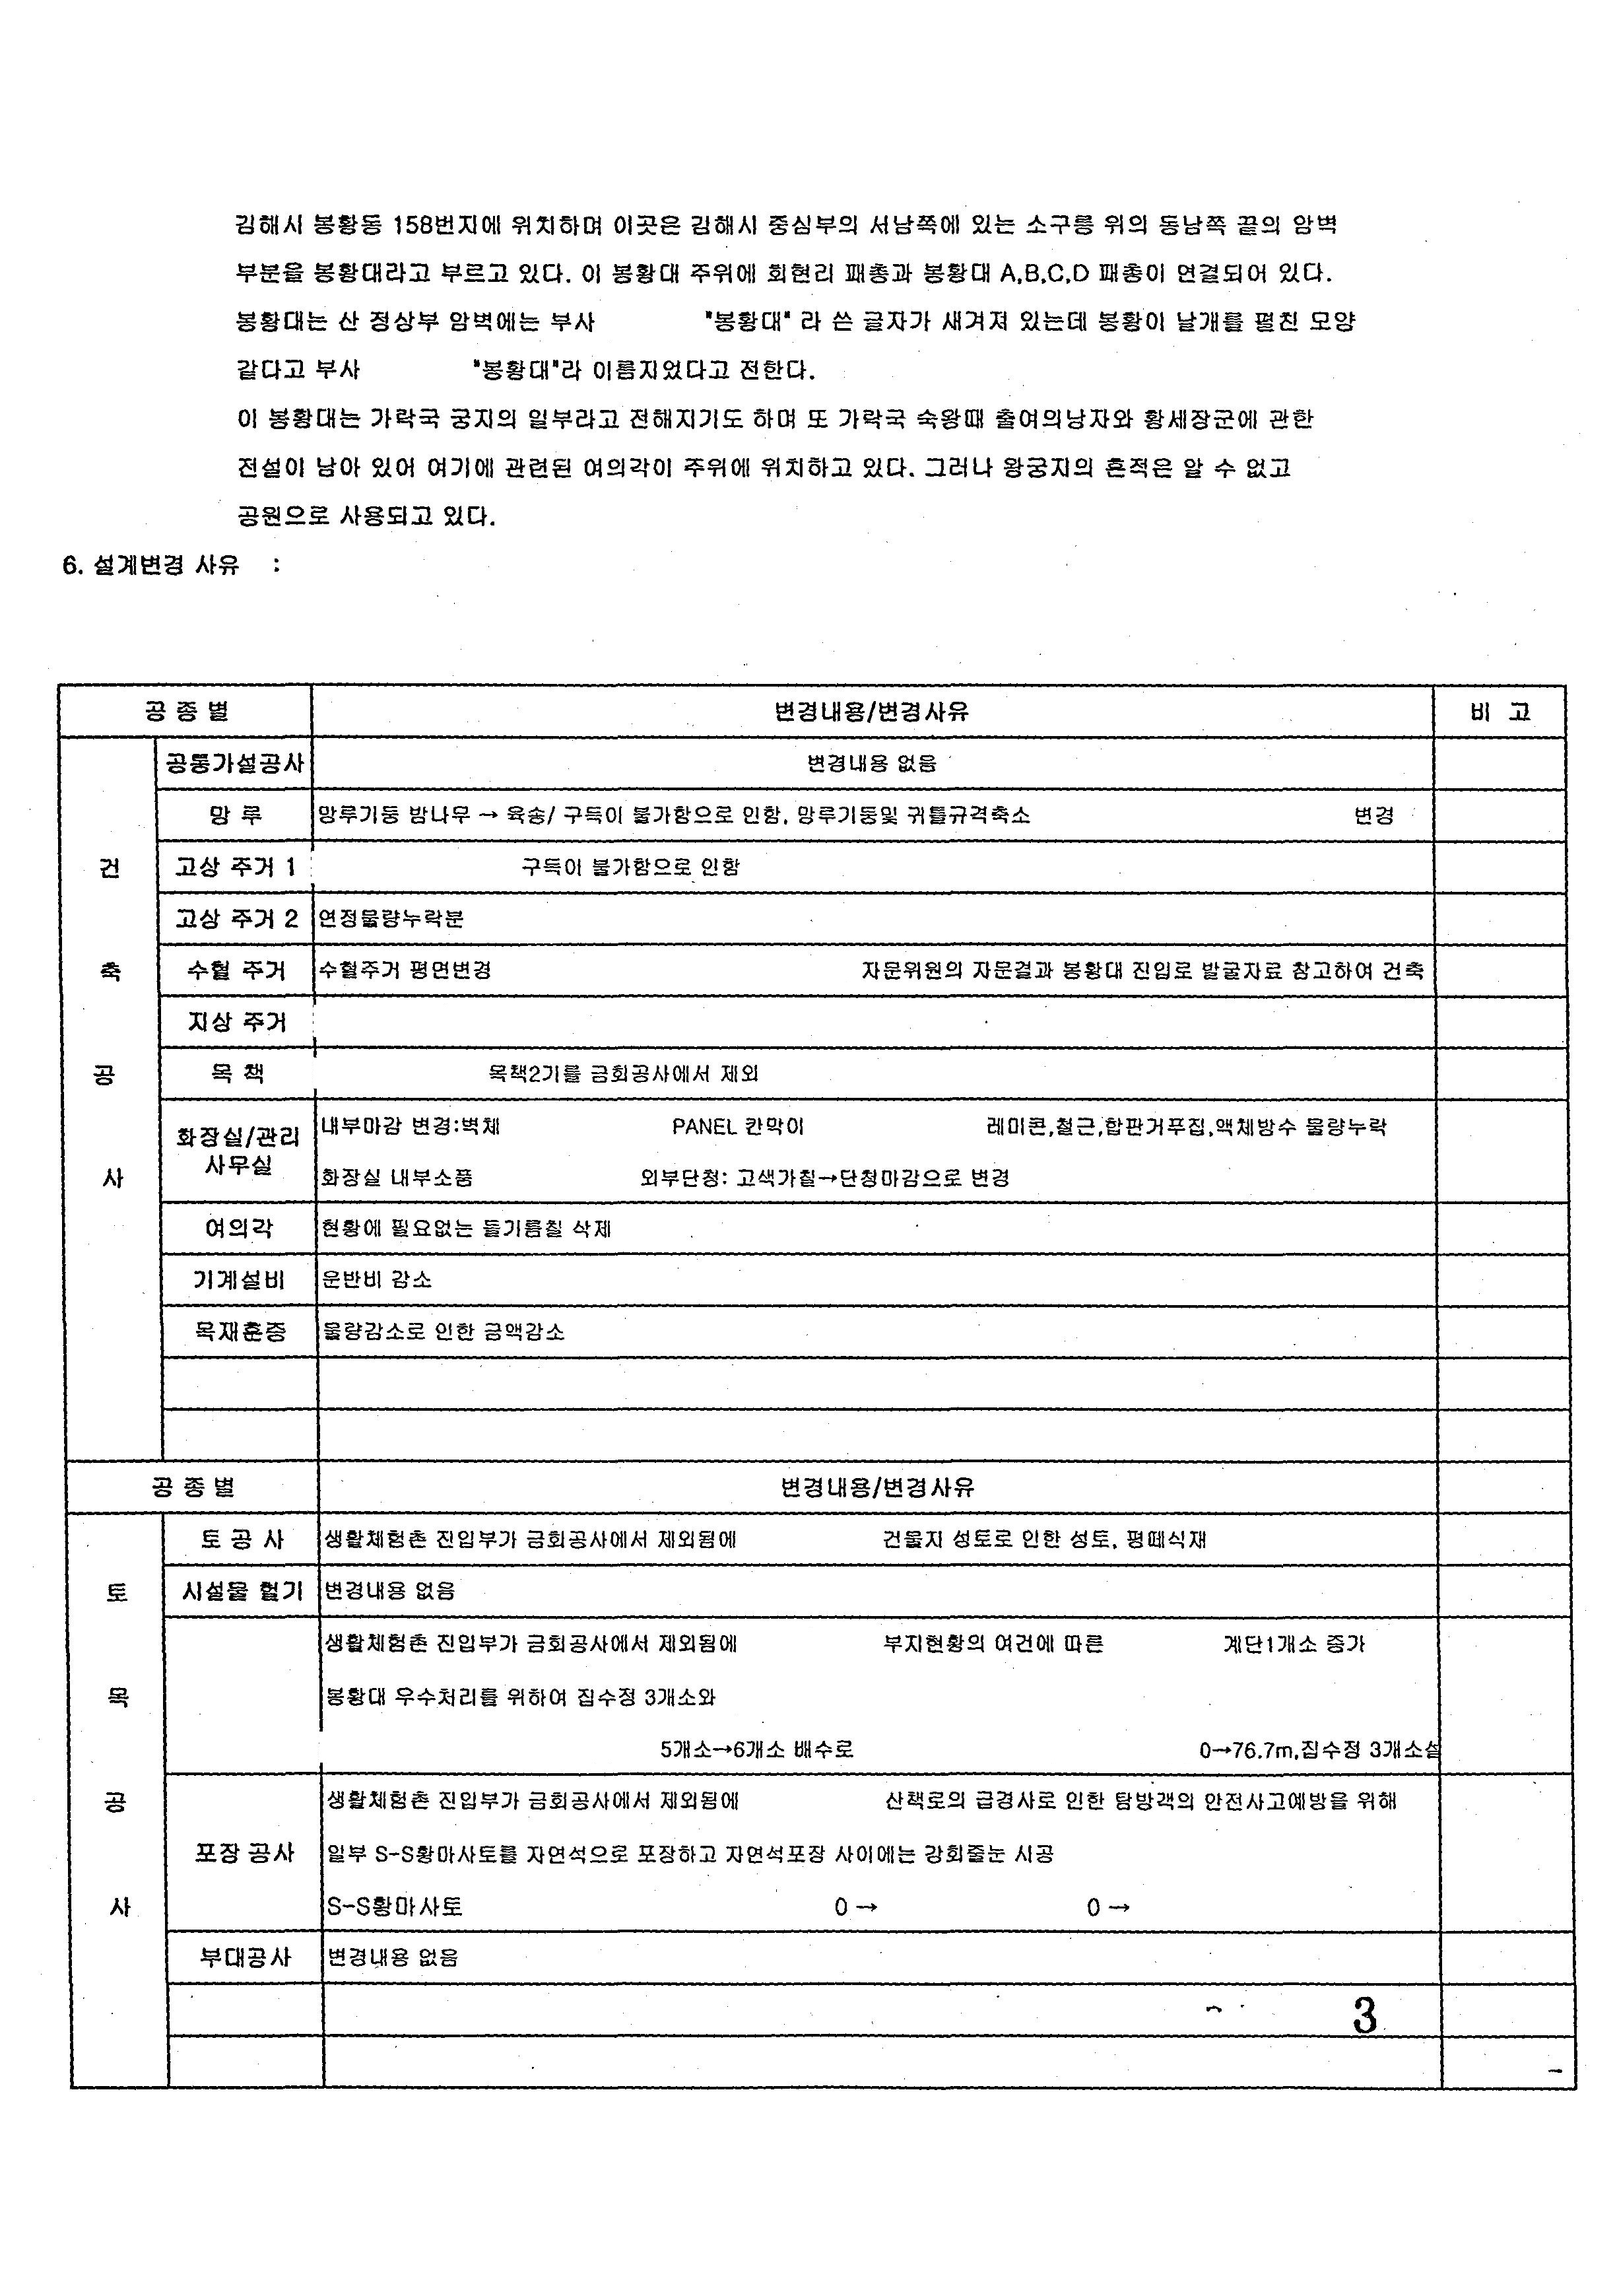 김해시 봉황동 158번지에 위치하며 이곳은 김해시 중심부의 서남쪽에 있는 소구릉 위의 동남쪽 끝의 암벽
부분을 봉황대라고 부르고 있다. 이 봉황대 주위에 회현리 패총과 봉황대 A,B,C,D 패총이 연결되어 있다.
봉황대는 산 정상부 암벽에는 부사 "봉황대" 라 쓴 글자가 새겨져 있는데 봉황이 날개를 펼친 모양
같다고 부사 "봉황대"라 이름지었다고 전한다.
이 봉황대는 가락국 궁지의 일부라고 전해지기도 하며 또 가락국 숙왕때 출여의낭자와 황세장군에 관한
전설이 남아 있어 여기에 관련된 여의각이 주위에 위치하고 있다. 그러나 왕궁지의 흔적은 알 수 없고
공원으로 사용되고 있다.
6. 설계변경 사유 :
공 종 별 변경내용/변경사유 비 고
건 축 공 사
공통가설공사 변경내용 없음
망 루 망루기둥 밤나무 → 육송/ 구득이 불가함으로 인함, 망루기둥및 귀틀규격축소 변경
고상 주거 1 구득이 불가함으로 인함
고상 주거 2 연정물량누락분
수혈 주거 수혈주거 평면변경 자문위원의 자문결과 봉황대 진입로 발굴자료 참고하여 건축
지상 주거
목 책 목책2기를 금회공사에서 제외
화장실/관리 사무실 내부마감 변경:벽체 PANEL 칸막이 레미콘,철근,합판거푸집,액체방수 물량누락
화장실 내부소품 외부단청: 고색가칠→단청마감으로 변경
여의각 현황에 필요없는 들기름칠 삭제
기계설비 운반비 감소
목재훈증 물량감소로 인한 금액감소
공 종 별 변경내용/변경사유
토 목 공 사
토 공 사 생활체험촌 진입부가 금회공사에서 제외됨에 건물지 성토로 인한 성토, 평떼식재
시설물 헐기 변경내용 없음
생활체험촌 진입부가 금회공사에서 제외됨에 부지현황의 여건에 따른 계단1개소 증가
봉황대 우수처리를 위하여 집수정 3개소와
5개소→6개소 배수로 0→76.7m,집수정 3개소설
생활체험촌 진입부가 금회공사에서 제외됨에 산책로의 급경사로 인한 탐방객의 안전사고예방을 위해
포장 공사 일부 S-S황마사토를 자연석으로 포장하고 자연석포장 사이에는 강회줄눈 시공
S-S황마사토 0→ 0→
부대공사 변경내용 없음
3